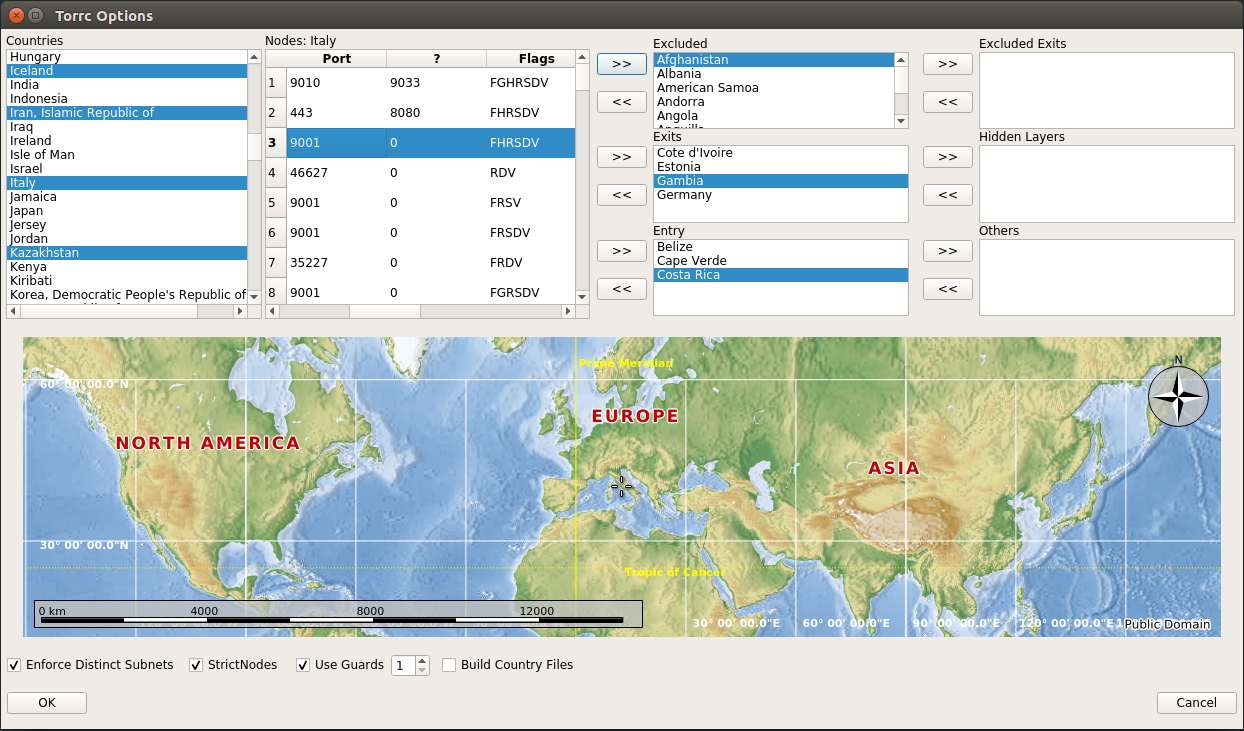 Torrc Options
Countries
Hungary
Iceland
India
Indonesia
Iran, Islamic Republic of
Iraq
Ireland
Isle of Man
Israel
Italy
Jamaica
Japan
Jersey
Jordan
Kazakhstan
Kenya
Kiribati
Korea, Democratic People's Republic of
Nodes: Italy
Port ? Flags
1 9010 9033 FGHRSDV
2 443 8080 FHRSDV
3 9001 0 FHRSDV
4 46627 0 RDV
5 9001 0 FRSV
6 9001 0 FRSDV
7 35227 0 FRDV
8 9001 0 FGRSDV
>>
<<
>>
<<
>>
<<
Excluded
Afghanistan
Albania
American Samoa
Andorra
Angola
Anguilla
Exits
Cote d'Ivoire
Estonia
Gambia
Germany
Entry
Belize
Cape Verde
Costa Rica
>>
<<
>>
<<
>>
<<
Excluded Exits
Hidden Layers
Others
Prime Meridian
N
60° 00' 00.0"N
EUROPE
NORTH AMERICA
ASIA
30° 00' 00.0"N
Tropic of Cancer
0 km 4000 8000 12000
30° 00' 00.0"E 60° 00' 00.0"E 90° 00' 00.0"E 120° 00' 00.0"E
Public Domain
Enforce Distinct Subnets StrictNodes Use Guards 1 Build Country Files
OK Cancel